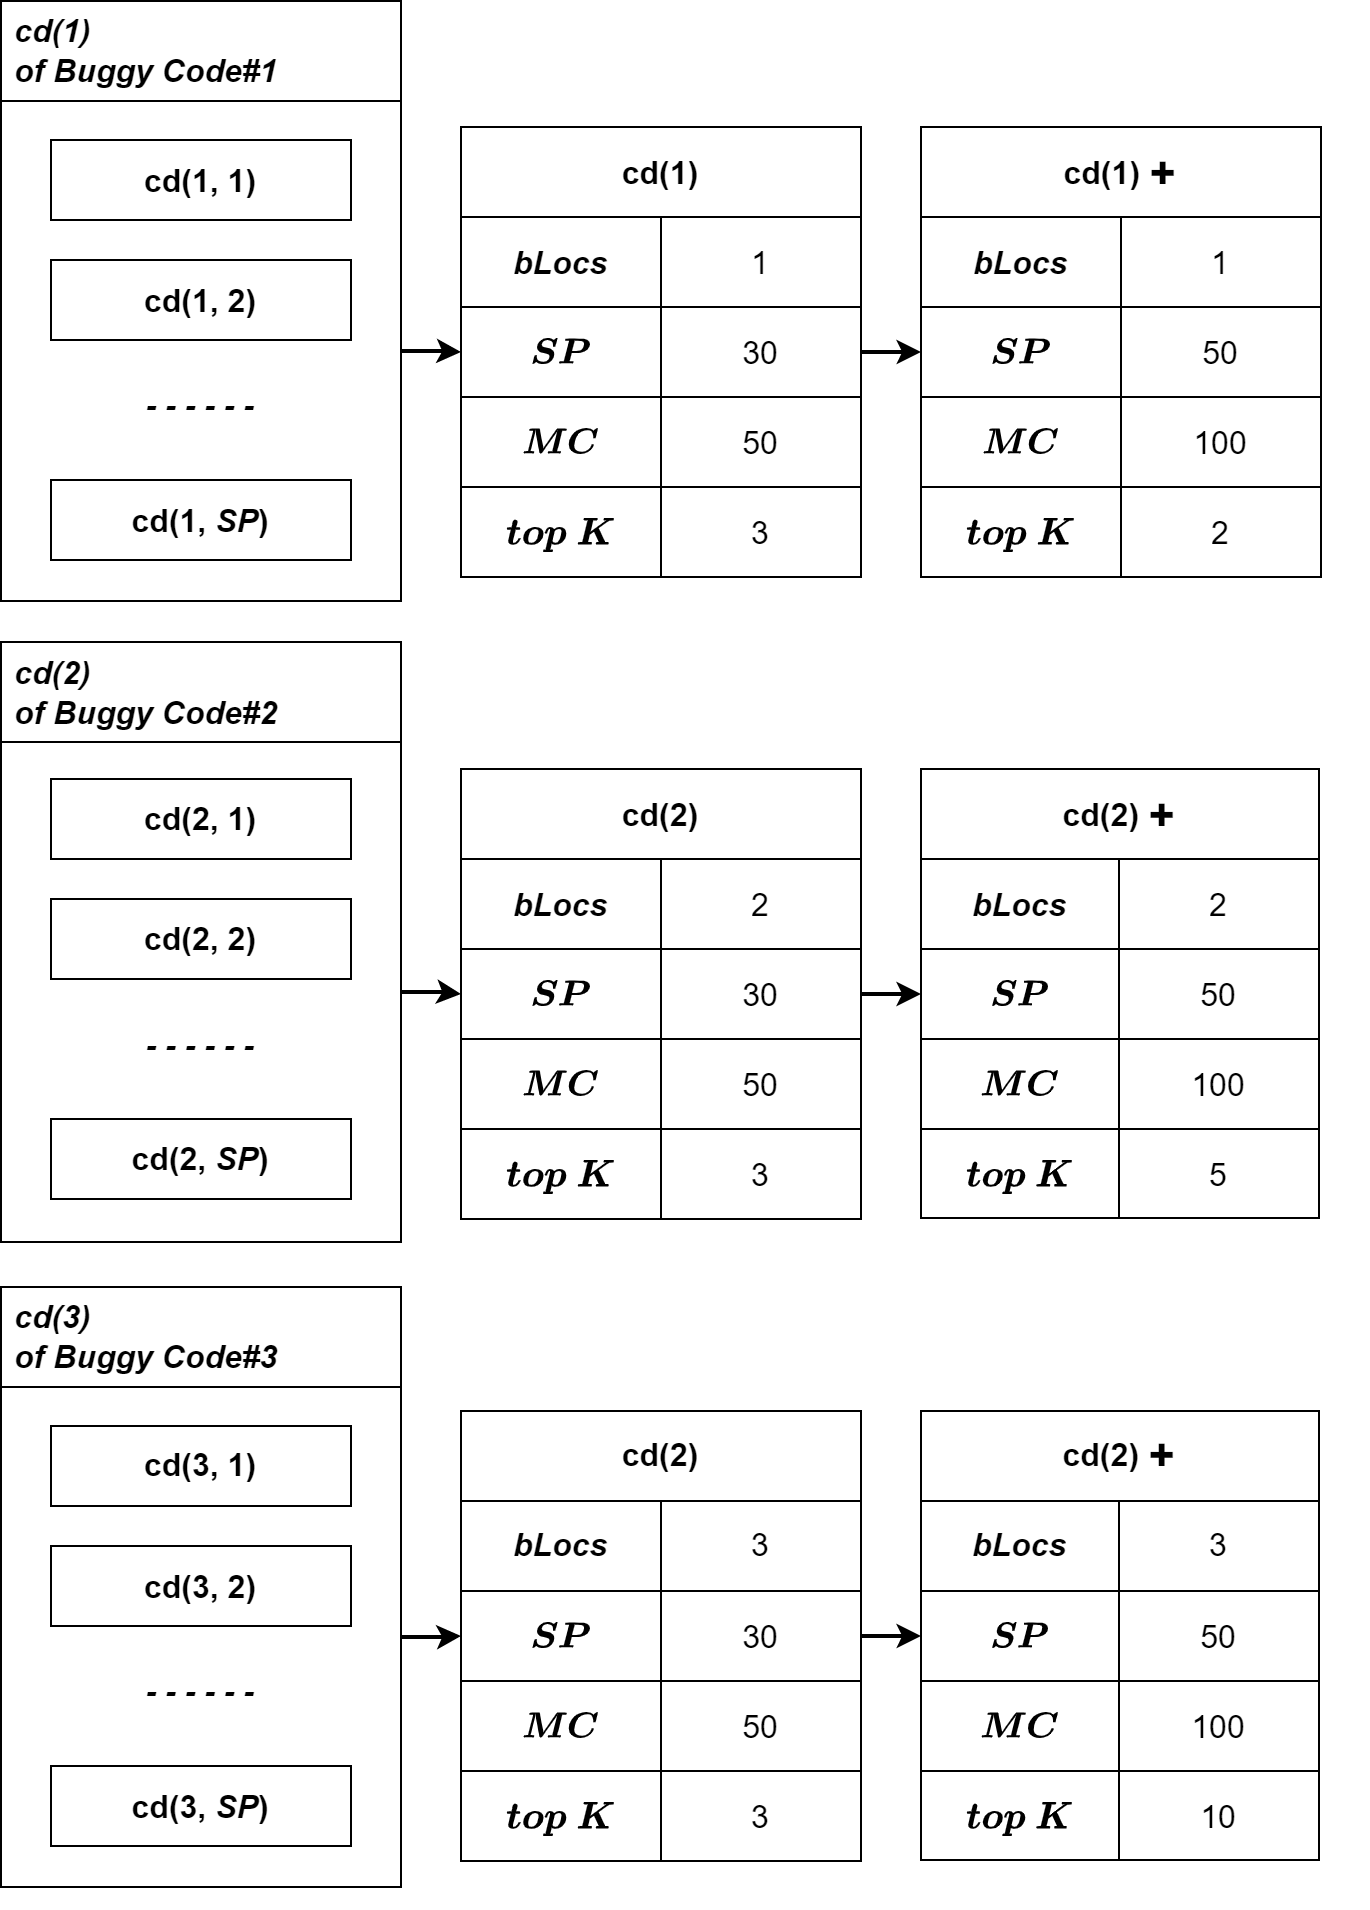 cd(1)
of Buggy Code#1
cd(1, 1)
cd(1, 2)
- - - - - -
cd(1, SP)
cd(1)
bLocs 1
SP 30
MC 50
top K 3
cd(1) +
bLocs 1
SP 50
MC 100
top K 2
cd(2)
of Buggy Code#2
cd(2, 1)
cd(2, 2)
- - - - - -
cd(2, SP)
cd(2)
bLocs 2
SP 30
MC 50
top K 3
cd(2) +
bLocs 2
SP 50
MC 100
top K 5
cd(3)
of Buggy Code#3
cd(3, 1)
cd(3, 2)
- - - - - -
cd(3, SP)
cd(2)
bLocs 3
SP 30
MC 50
top K 3
cd(2) +
bLocs 3
SP 50
MC 100
top K 10